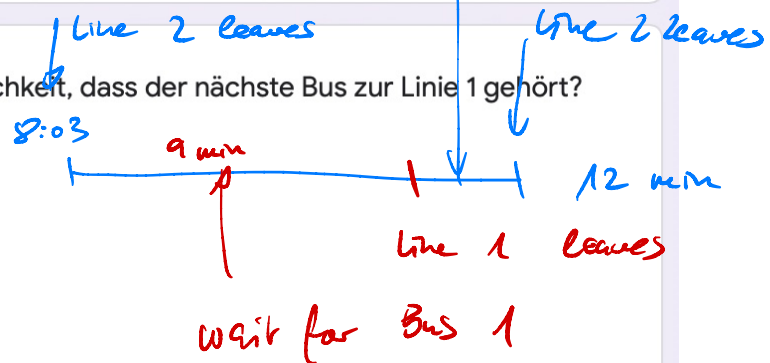 Line 2 leaves
Line 2 leaves
chkeit, dass der nächste Bus zur Linie 1 gehört?
8:03
9 min
12 min
Line 1 leaves
wait for Bus 1